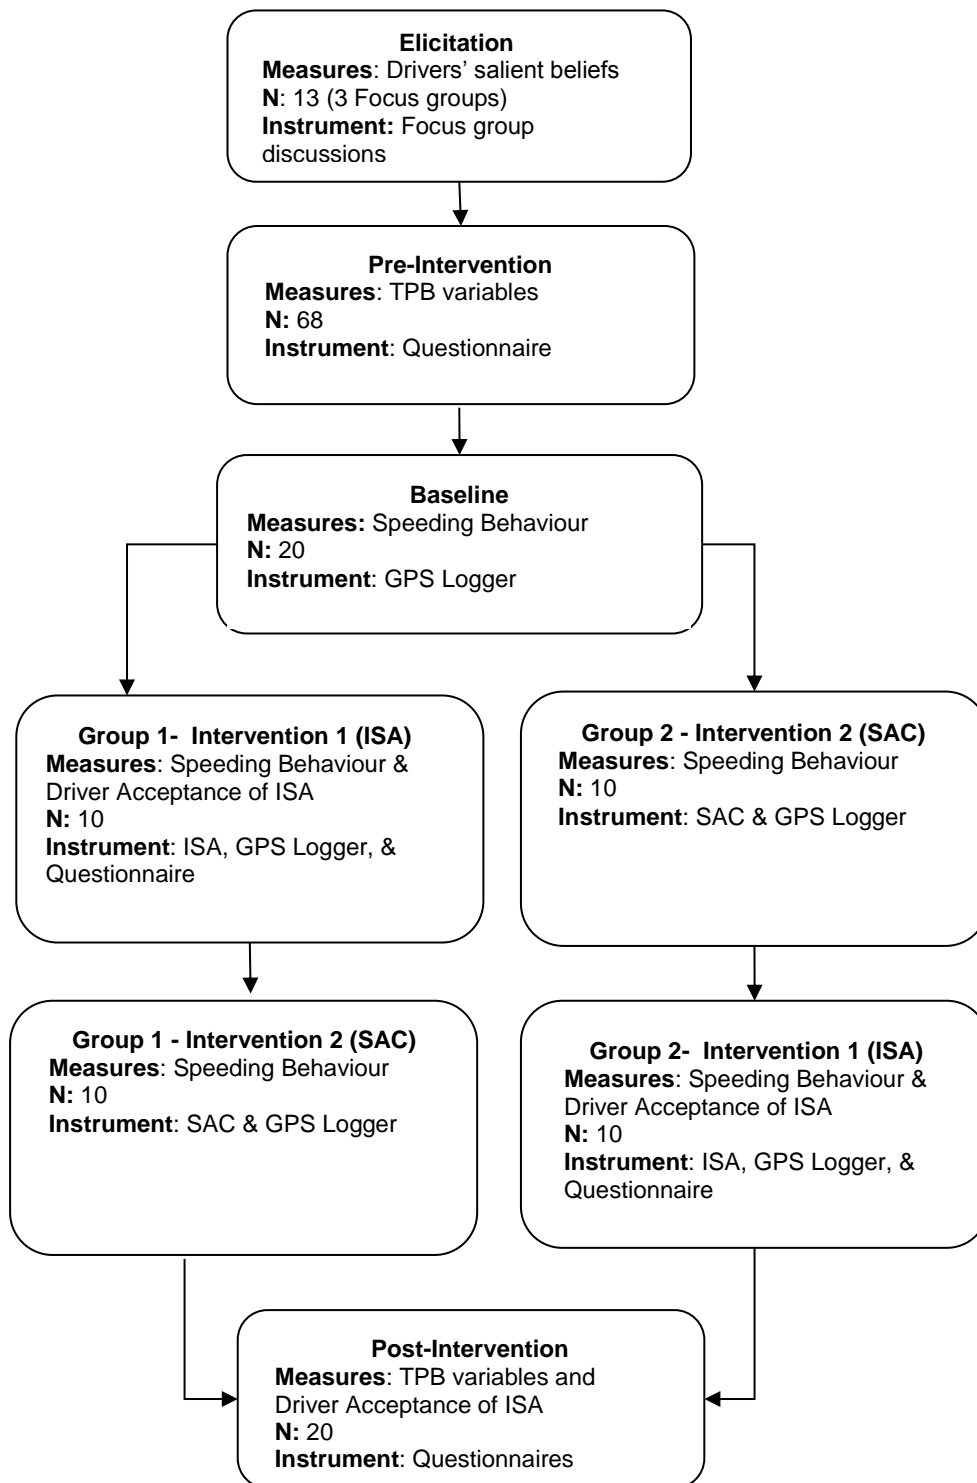 Elicitation
Measures: Drivers’ salient beliefs
N: 13 (3 Focus groups)
Instrument: Focus group
discussions
Pre-Intervention
Measures: TPB variables
N: 68
Instrument: Questionnaire
Baseline
Measures: Speeding Behaviour
N: 20
Instrument: GPS Logger
Group 1-  Intervention 1 (ISA)
Measures: Speeding Behaviour &
Driver Acceptance of ISA
N: 10
Instrument: ISA, GPS Logger, &
Questionnaire
Group 2 - Intervention 2 (SAC)
Measures: Speeding Behaviour
N: 10
Instrument: SAC & GPS Logger
Group 1 - Intervention 2 (SAC)
Measures: Speeding Behaviour
N: 10
Instrument: SAC & GPS Logger
Group 2-  Intervention 1 (ISA)
Measures: Speeding Behaviour &
Driver Acceptance of ISA
N: 10
Instrument: ISA, GPS Logger, &
Questionnaire
Post-Intervention
Measures: TPB variables and
Driver Acceptance of ISA
N: 20
Instrument: Questionnaires